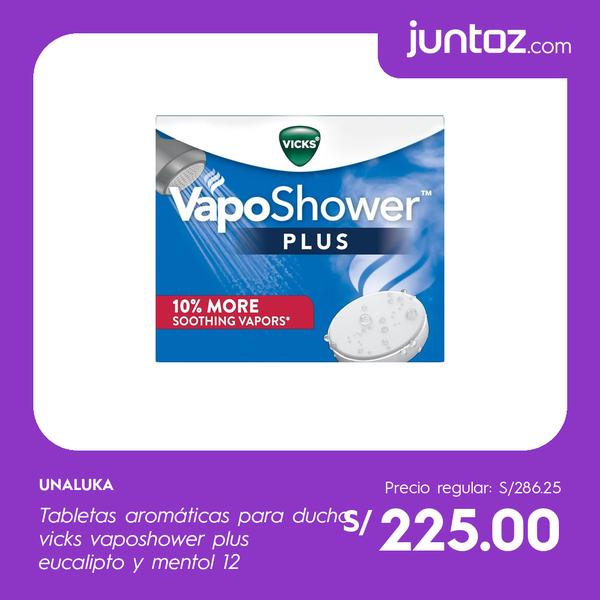 juntoz.com
VICKS®
VapoShower™
PLUS
10% MORE
SOOTHING VAPORS*
UNALUKA
Precio regular: S/286.25
Tabletas aromáticas para ducha
S/ 225.00
vicks vaposhower plus
eucalipto y mentol 12